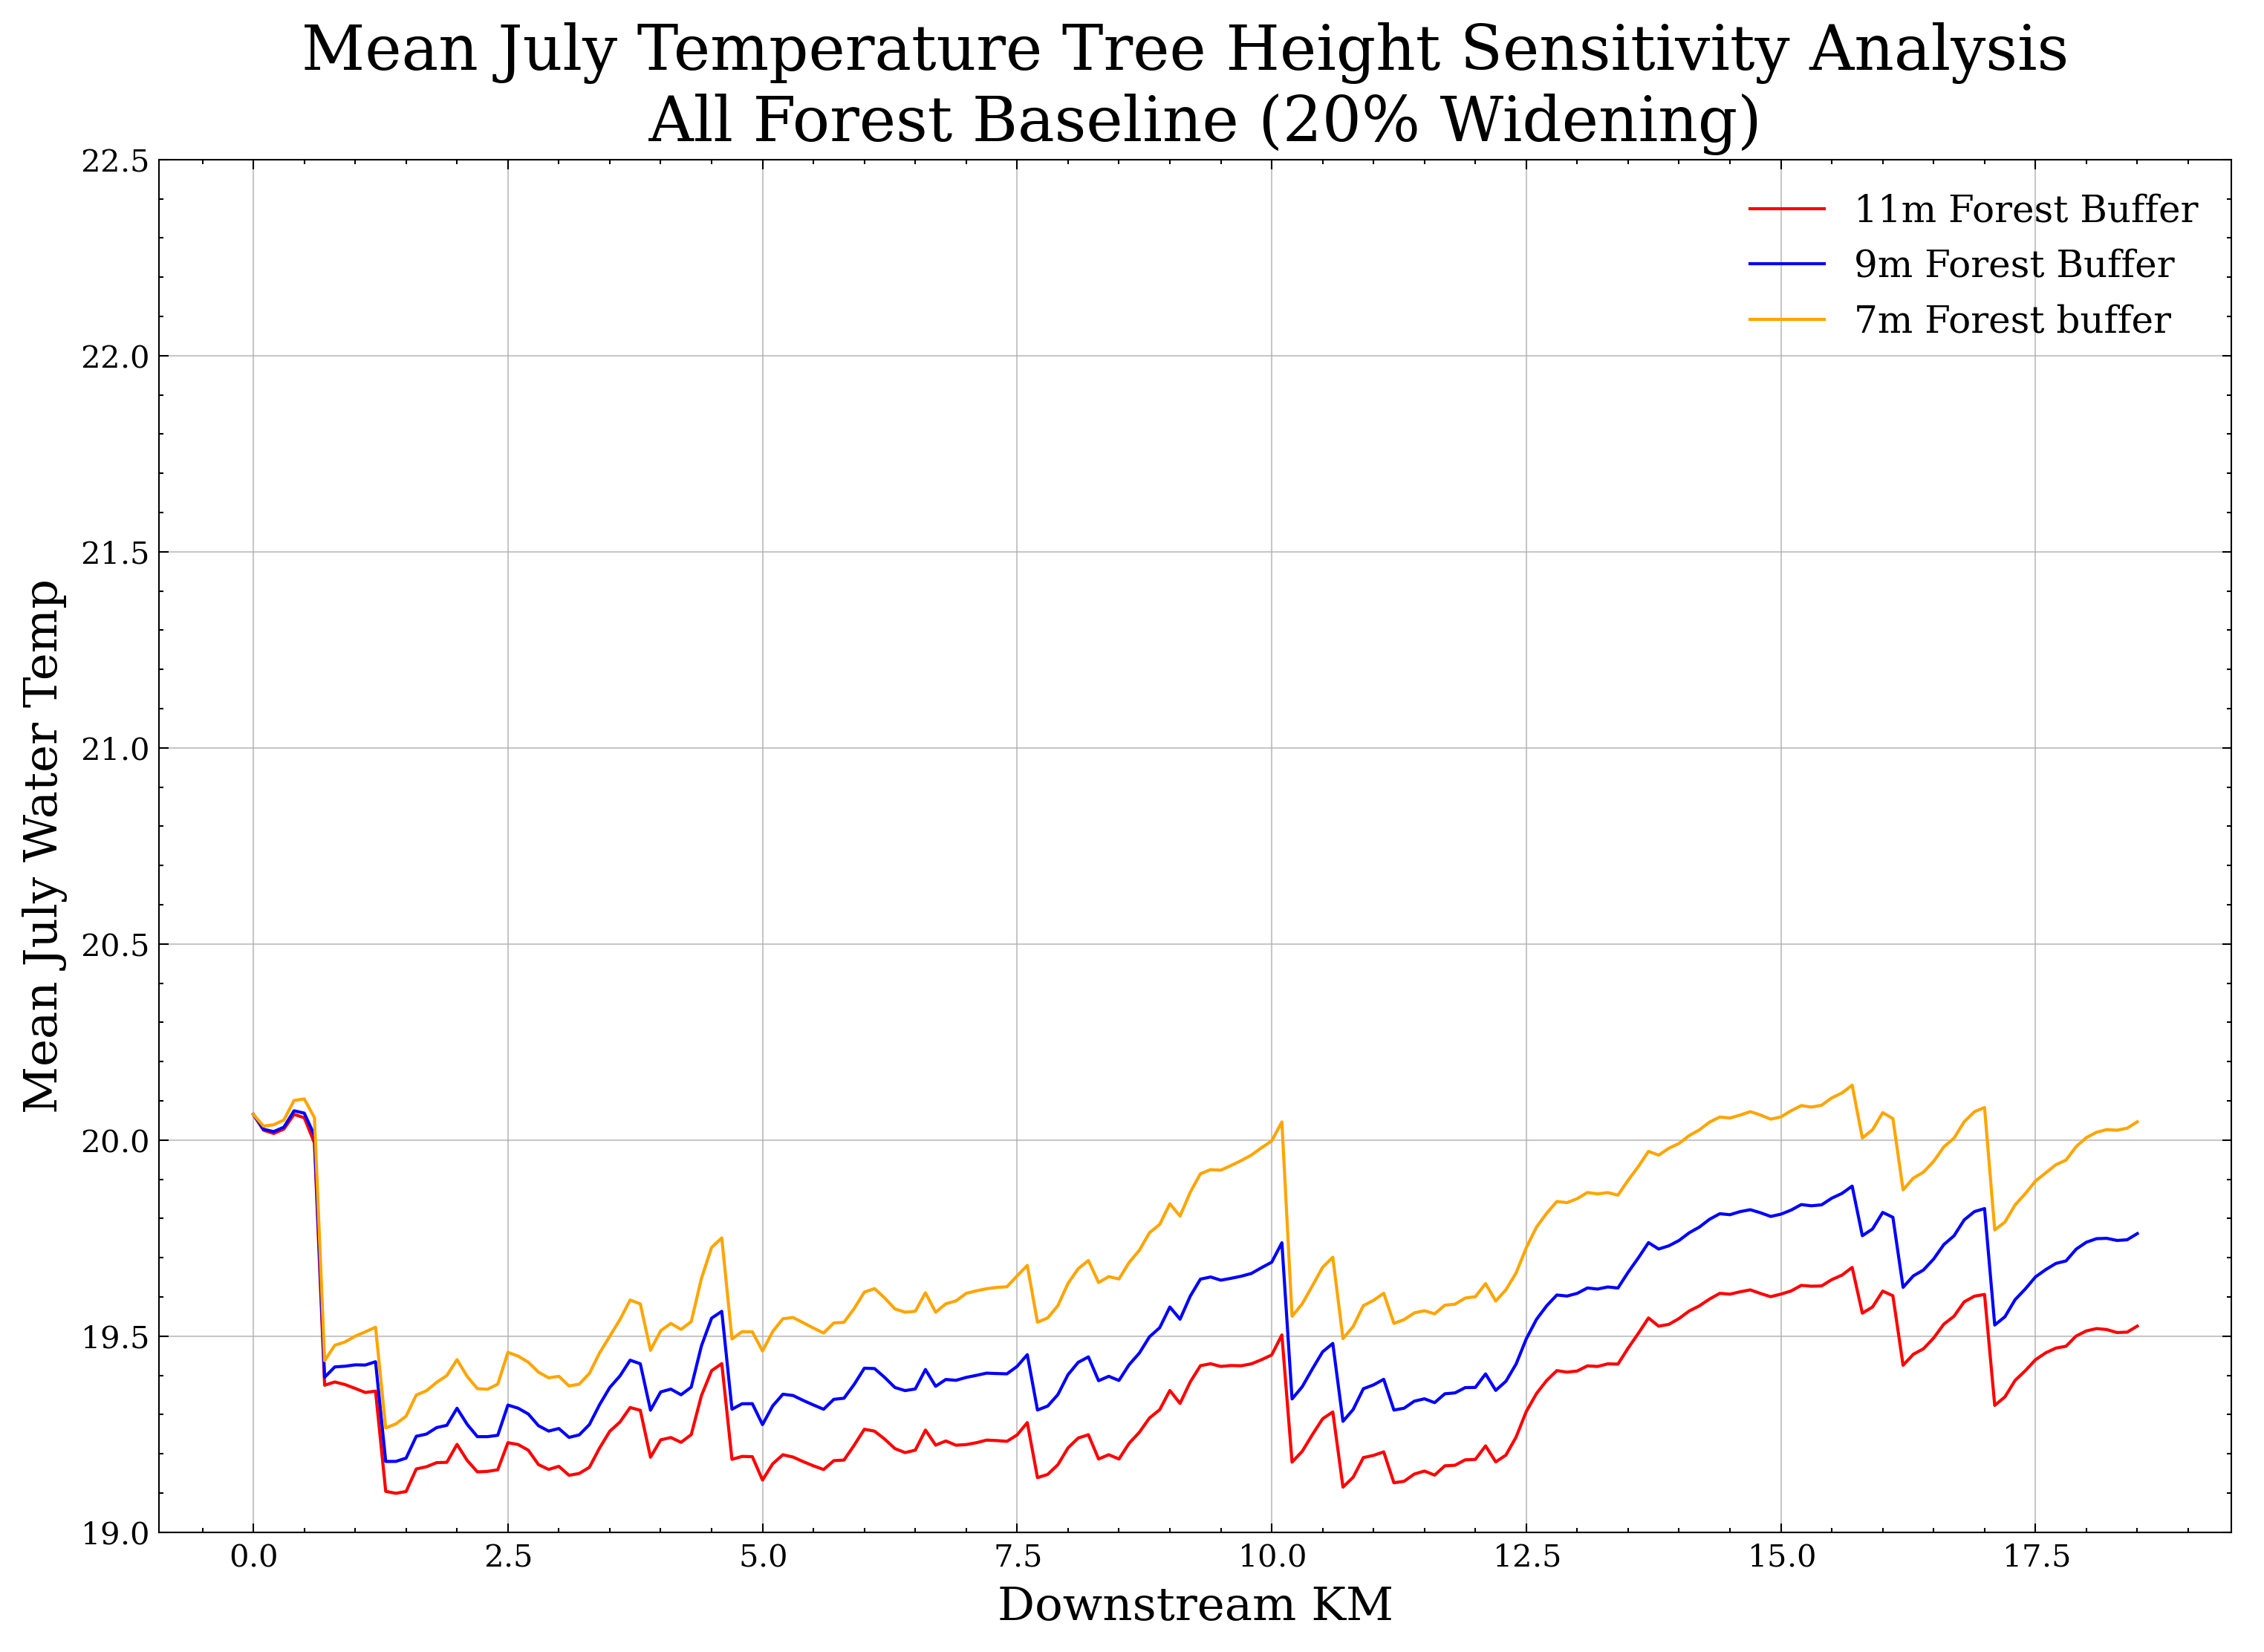 Mean July Temperature Tree Height Sensitivity Analysis
All Forest Baseline (20% Widening)
22.5
22.0
21.5
21.0
20.5
20.0
19.5
19.0
Mean July Water Temp
11m Forest Buffer
9m Forest Buffer
7m Forest buffer
0.0 2.5 5.0 7.5 10.0 12.5 15.0 17.5
Downstream KM